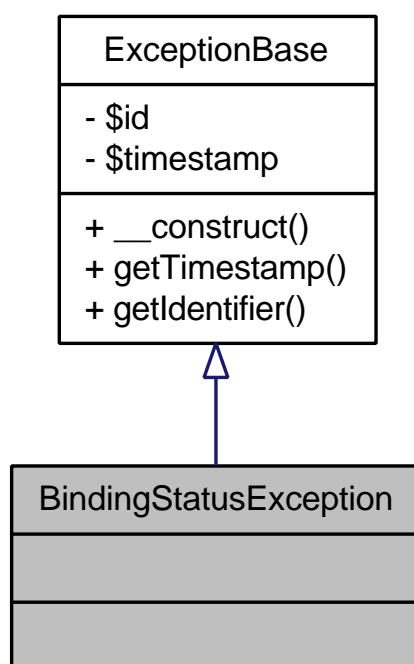 ExceptionBase
- $id
- $timestamp
+ __construct()
+ getTimestamp()
+ getIdentifier()
BindingStatusException